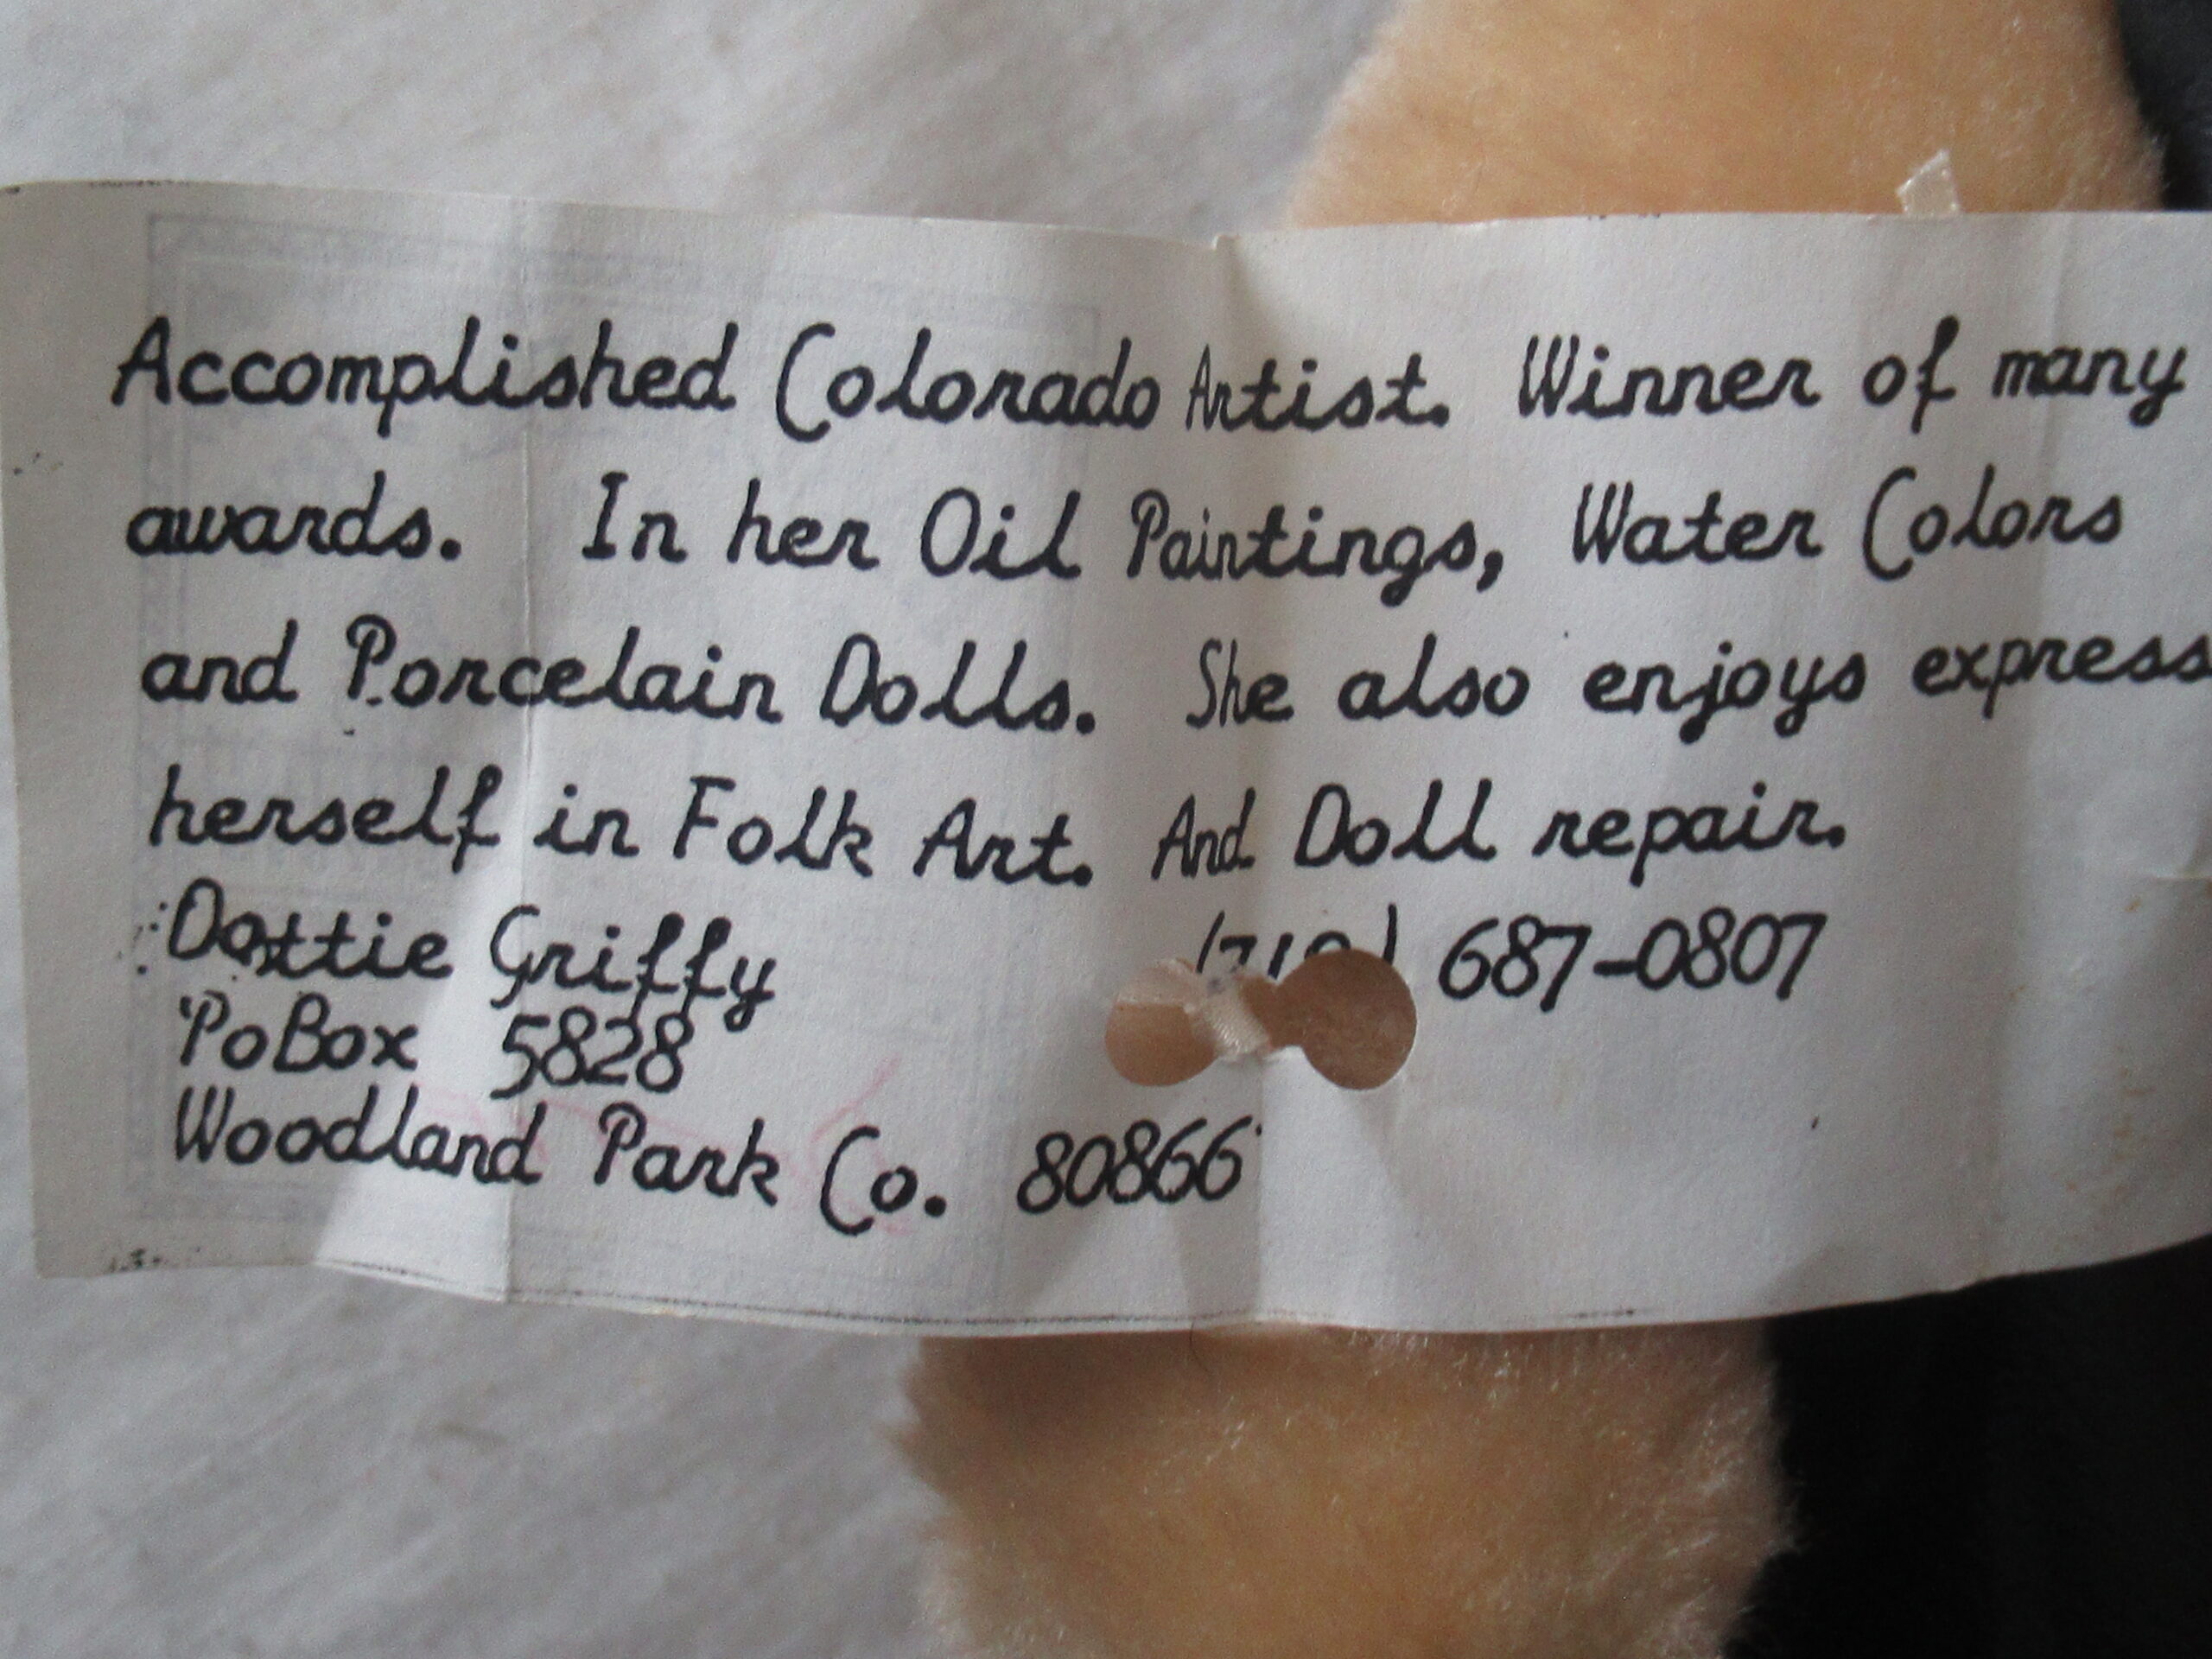 Accomplished Colorado Artist. Winner of many
awards. In her Oil Paintings, Water Colors
and Porcelain Dolls. She also enjoys express
herself in Folk Art. And Doll repair.
Dottie Griffy 687-0807
PoBox 5828
Woodland Park Co. 80866